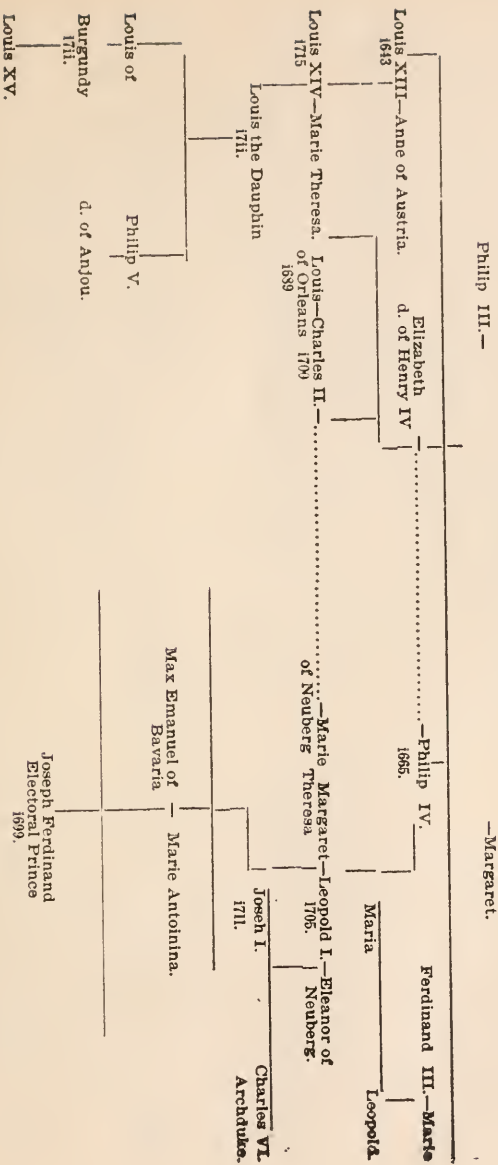 Philip III.— —Margaret.
Louis XIII—Anne of Austria. Elizabeth —..........—Philip IV. Ferdinand III.—Marie
1643 d. of Henry IV 1665.
Maria Leopold.
Louis XIV—Marie Theresa. Louis—Charles II.—..........—Marie Margaret—Leopold I.—Eleanor of
1715 of Orleans 1700 of Neuberg Theresa 1705. Neuberg.
1689
Louis the Dauphin Joseh I. Charles VI.
1711. 1711. Archduke.
Max Emanuel of — Marie Antoinina.
Bavaria
Louis of Philip V.
Burgundy d. of Anjou.
1711.
Joseph Ferdinand
Electoral Prince
1699.
Louis XV.